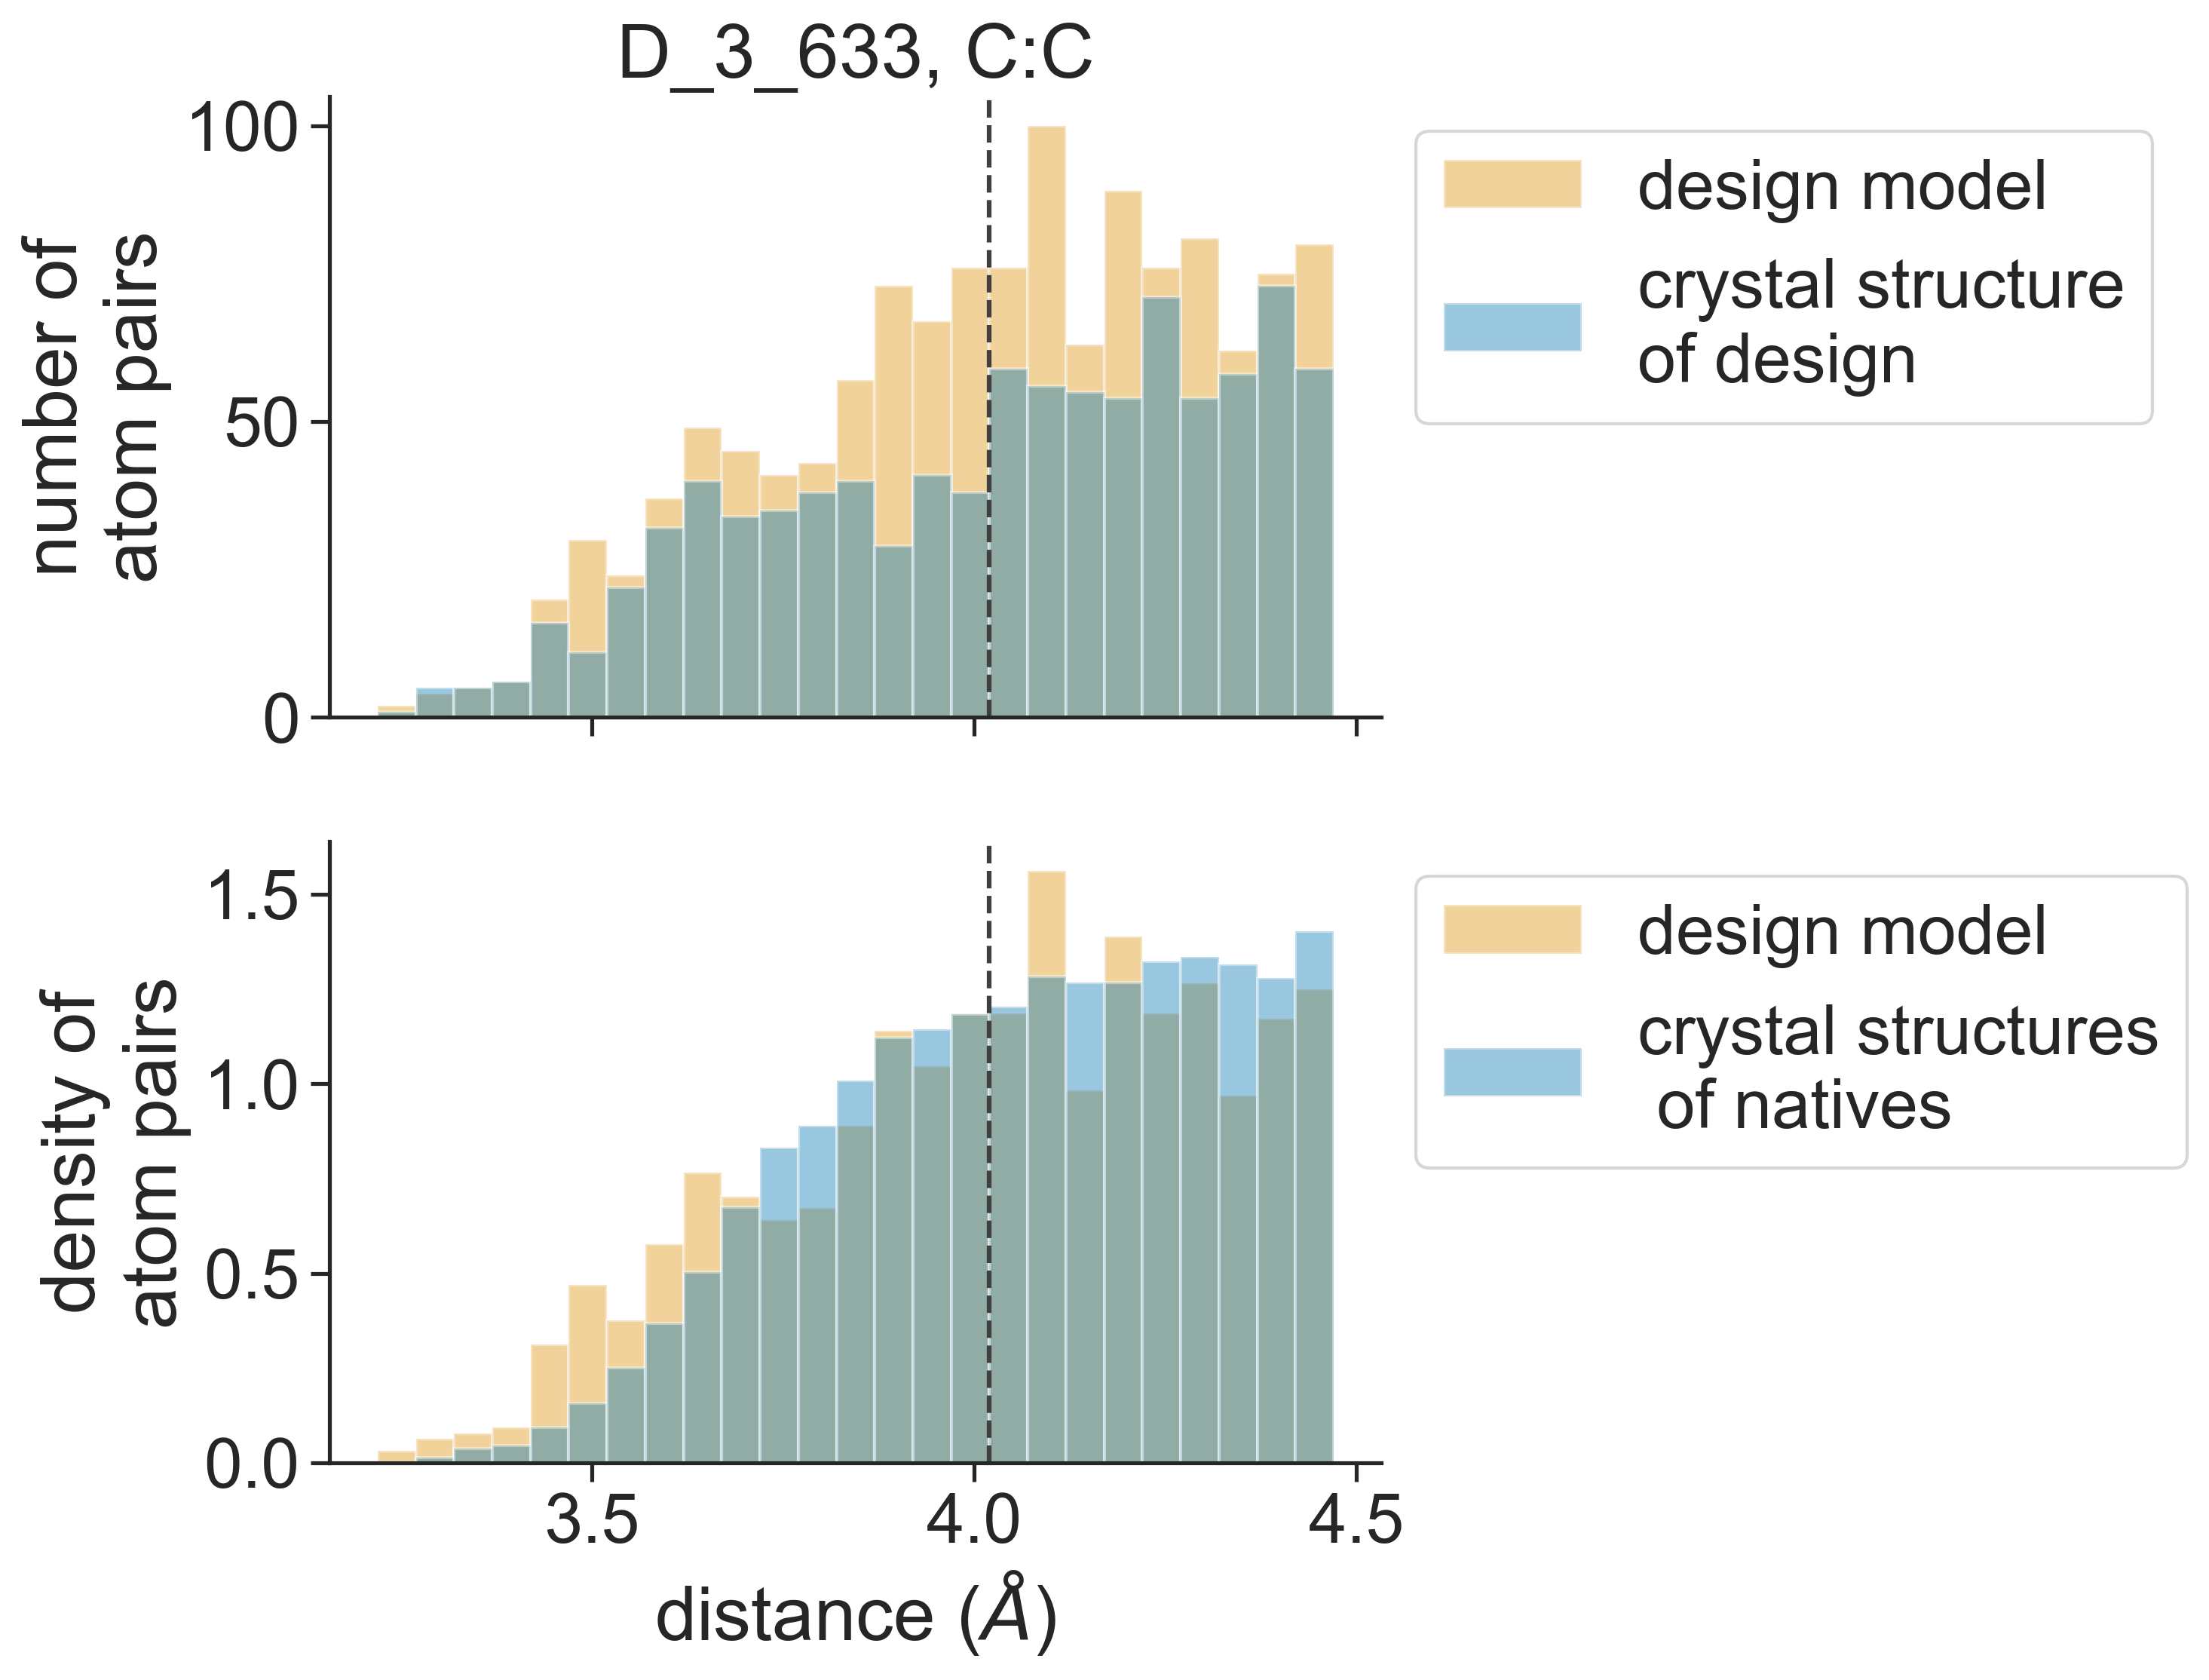 D_3_633, C:C
number of
atom pairs
100
50
0
design model
crystal structure
of design
density of
atom pairs
1.5
1.0
0.5
0.0
design model
crystal structures
of natives
3.5
4.0
4.5
distance (Å)